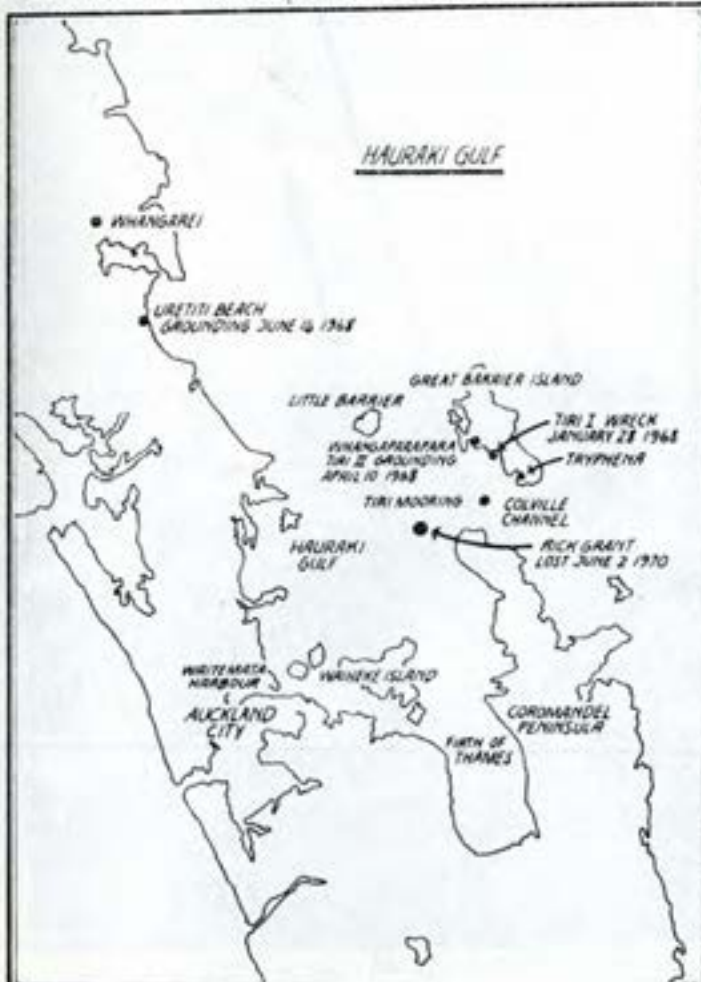 HAURAKI GULF
WHANGAREI
URETITI BEACH
GROUNDING JUNE 14 1968
GREAT BARRIER ISLAND
LITTLE BARRIER
TIRI I WRECK
JANUARY 28 1968
WHANGAPARAPARA
TIRI II GROUNDING
APRIL 10 1968
TRYPHENA
TIRI MOORING
COLVILLE
CHANNEL
HAURAKI
GULF
RICK GRANT
LOST JUNE 2 1970
WAITEMATA
HARBOUR
&
AUCKLAND
CITY
WAIHEKE ISLAND
COROMANDEL
PENINSULA
FIRTH OF
THAMES